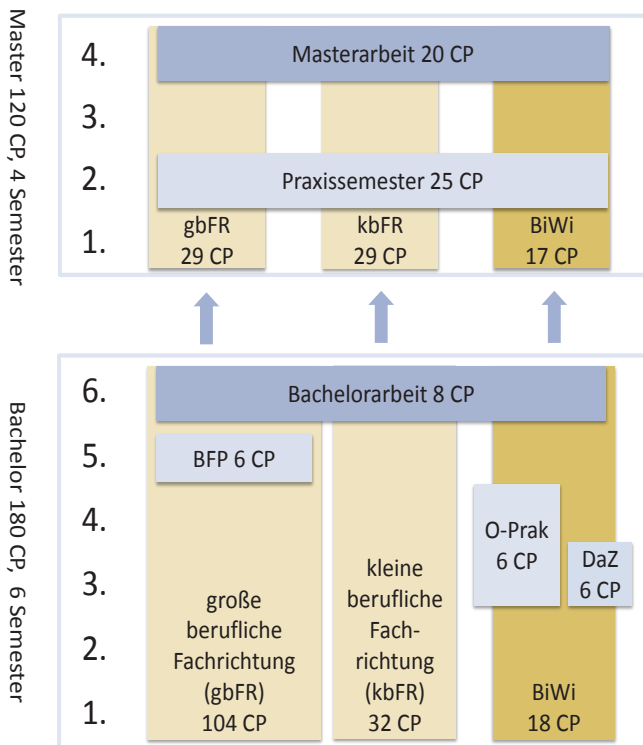 Master 120 CP, 4 Semester
4.
Masterarbeit 20 CP
3.
2.
Praxissemester 25 CP
1.
gbFR
29 CP
kbFR
29 CP
BiWi
17 CP
Bachelor 180 CP, 6 Semester
6.
Bachelorarbeit 8 CP
5.
BFP 6 CP
4.
O-Prak
6 CP
3.
DaZ
6 CP
2.
1.
große
berufliche
Fachrichtung
(gbFR)
104 CP
kleine
berufliche
Fach-
richtung
(kbFR)
32 CP
BiWi
18 CP